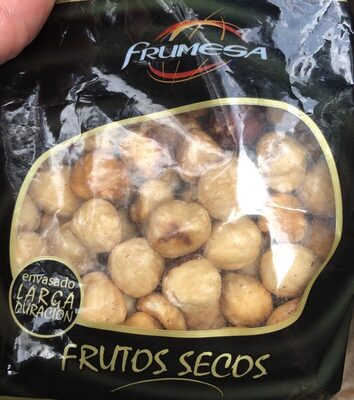 FRUMESA
envasado
LARGA
DURACIÓN
FRUTOS SECOS